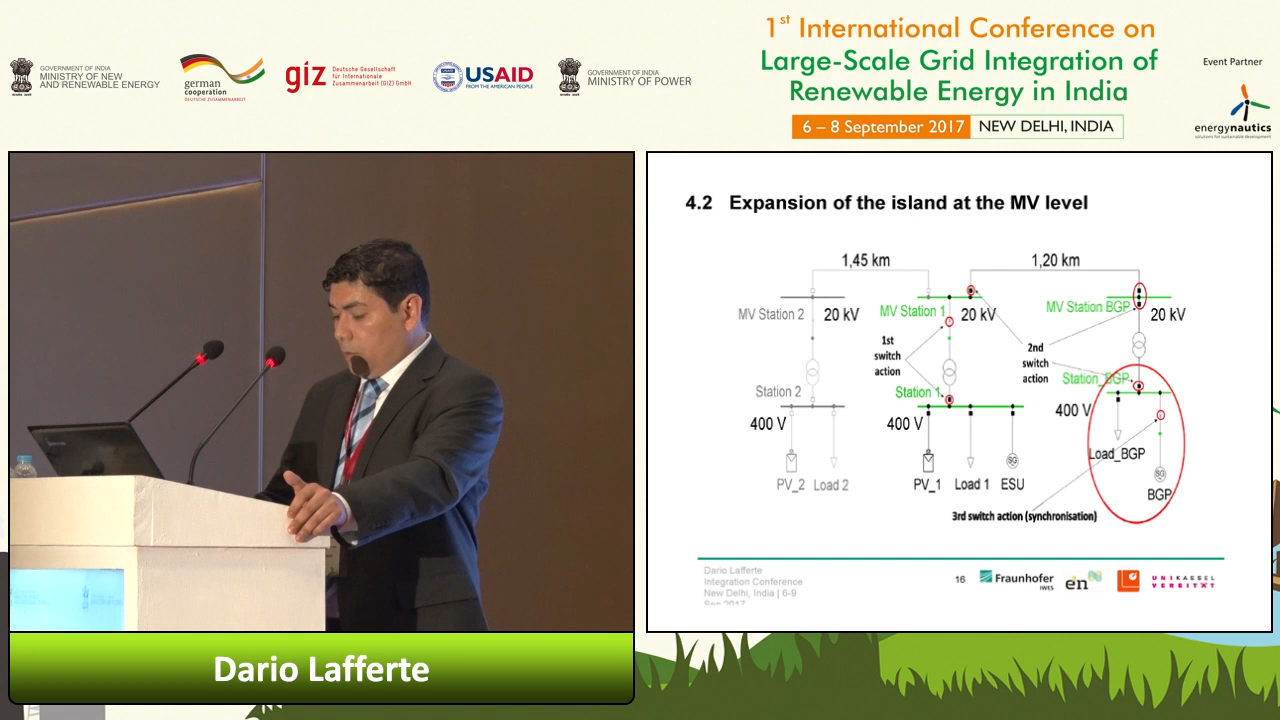 GOVERNMENT OF INDIA
MINISTRY OF NEW
AND RENEWABLE ENERGY
german
cooperation
DEUTSCHE ZUSAMMENARBEIT
giz
Deutsche Gesellschaft
für Internationale
Zusammenarbeit (GIZ) GmbH
USAID
FROM THE AMERICAN PEOPLE
GOVERNMENT OF INDIA
MINISTRY OF POWER
1st International Conference on
Large-Scale Grid Integration of
Renewable Energy in India
6 – 8 September 2017 NEW DELHI, INDIA
Event Partner
energynautics
solutions for sustainable development
4.2 Expansion of the island at the MV level
1,45 km
1,20 km
MV Station 2
20 kV
MV Station 1
20 kV
MV Station BGP
20 kV
1st
switch
action
2nd
switch
action
Station 2
Station 1
Station_BGP
400 V
400 V
400 V
Load_BGP
SG
SG
PV_2
Load 2
PV_1
Load 1
ESU
BGP
3rd switch action (synchronisation)
Dario Lafferte
Integration Conference
New Delhi, India | 6-9
Sep 2017
16
Fraunhofer
IWES
UNIKASSEL
VERSITÄT
Dario Lafferte